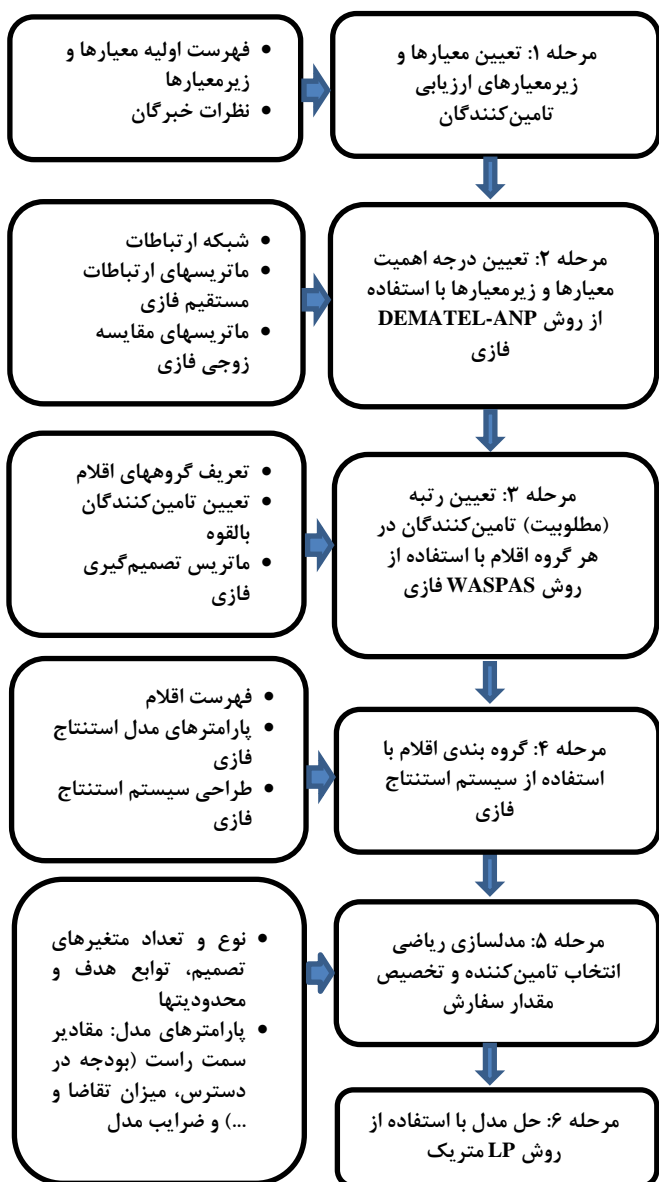 مرحله ۱: تعیین معیارها و
زیرمعیارهای ارزیابی
تامین‌کنندگان
• فهرست اولیه معیارها و
زیرمعیارها
• نظرات خبرگان
مرحله ۲: تعیین درجه اهمیت
معیارها و زیرمعیارها با استفاده
از روش DEMATEL-ANP
فازی
• شبکه ارتباطات
• ماتریسهای ارتباطات
مستقیم فازی
• ماتریسهای مقایسه
زوجی فازی
مرحله ۳: تعیین رتبه
(مطلوبیت) تامین‌کنندگان در
هر گروه اقلام با استفاده از
روش WASPAS فازی
• تعریف گروههای اقلام
• تعیین تامین‌کنندگان
بالقوه
• ماتریس تصمیم‌گیری
فازی
مرحله ۴: گروه بندی اقلام با
استفاده از سیستم استنتاج
فازی
• فهرست اقلام
• پارامترهای مدل استنتاج
فازی
• طراحی سیستم استنتاج
فازی
مرحله ۵: مدلسازی ریاضی
انتخاب تامین‌کننده و تخصیص
مقدار سفارش
• نوع و تعداد متغیرهای
تصمیم، توابع هدف و
محدودیتها
• پارامترهای مدل: مقادیر
سمت راست (بودجه در
دسترس، میزان تقاضا و
...) و ضرایب مدل
مرحله ۶: حل مدل با استفاده از
روش LP متریک